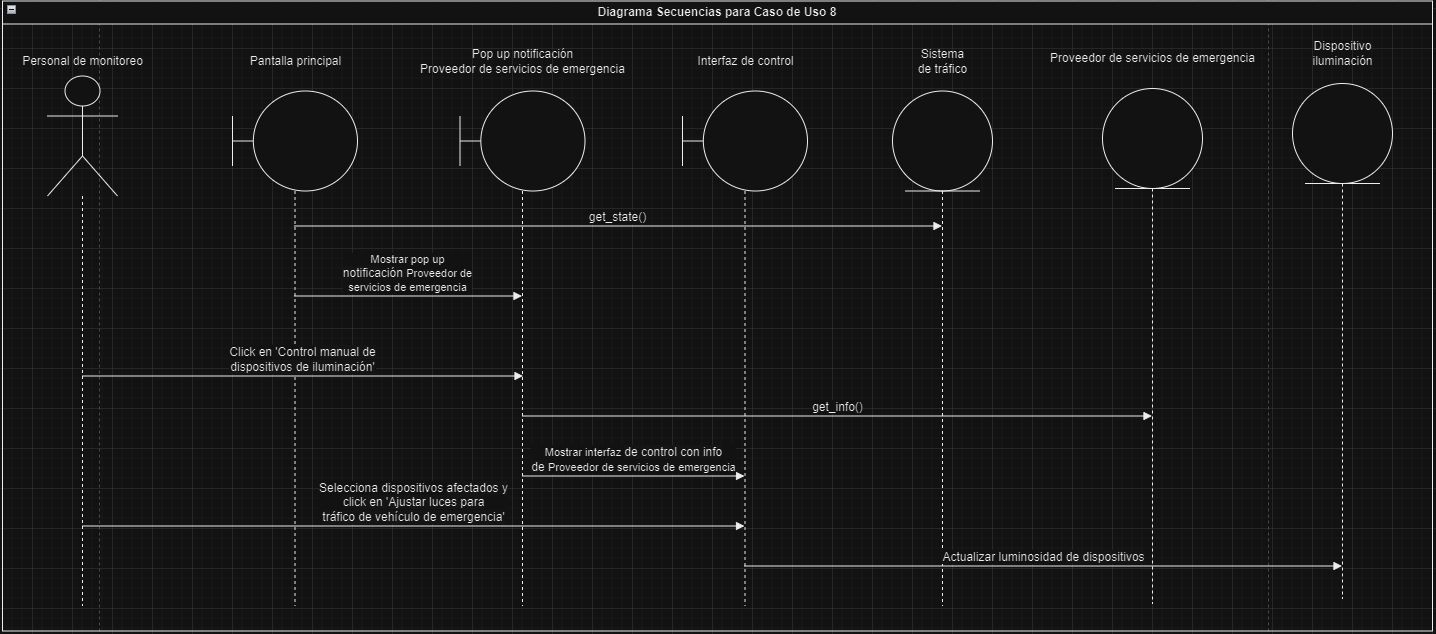 Diagrama Secuencias para Caso de Uso 8
Personal de monitoreo
Pantalla principal
Pop up notificación
Proveedor de servicios de emergencia
Interfaz de control
Sistema
de tráfico
Proveedor de servicios de emergencia
Dispositivo
iluminación
get_state()
Mostrar pop up
notificación Proveedor de
servicios de emergencia
Click en 'Control manual de
dispositivos de iluminación'
get_info()
Mostrar interfaz de control con info
de Proveedor de servicios de emergencia
Selecciona dispositivos afectados y
click en 'Ajustar luces para
tráfico de vehículo de emergencia'
Actualizar luminosidad de dispositivos